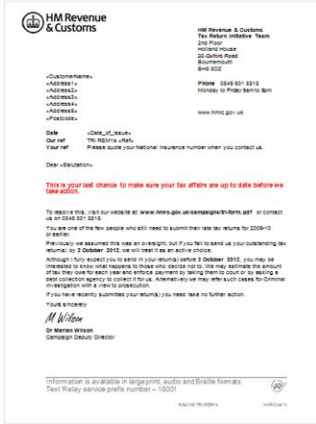 HM Revenue
& Customs
HM Revenue & Customs
Tax Return Initiative Team
2nd Floor
Holland House
20 Oxford Road
Bournemouth
BH8 8DZ
Phone 0845 601 8818
Monday to Friday 9am to 5pm
www.hmrc.gov.uk
<CustomerName>
<Address1>
<Address2>
<Address3>
<Address4>
<Address5>
<Postcode>
Date <Date_of_Issue>
Our ref TRI REM1a <Ref>
Your ref Please quote your National Insurance number when you contact us.
Dear <Salutation>
This is your last chance to make sure your tax affairs are up to date before we
take action.
To resolve this, visit our website at: www.hmrc.gov.uk/campaigns/tri-form.pdf or contact
us on 0845 601 8818.
You are one of the few people who still need to submit their late tax returns for 2009-10
or earlier.
Previously we assumed this was an oversight, but if you fail to send us your outstanding tax
return(s) by 2 October 2012, we will treat it as an active choice.
Although I fully expect you to send in your return(s) before 2 October 2012, you may be
interested to know what happens to those who decide not to. We may estimate the amount
of tax they owe for each year and enforce payment by taking them to court or by asking a
debt collection agency to collect it for us. Alternatively we may refer such cases for Criminal
Investigation with a view to prosecution.
If you have recently submitted your return(s) you need take no further action.
Yours sincerely
M Wilson
Dr Marian Wilson
Campaign Deputy Director
Information is available in large print, audio and Braille formats.
Text Relay service prefix number – 18001